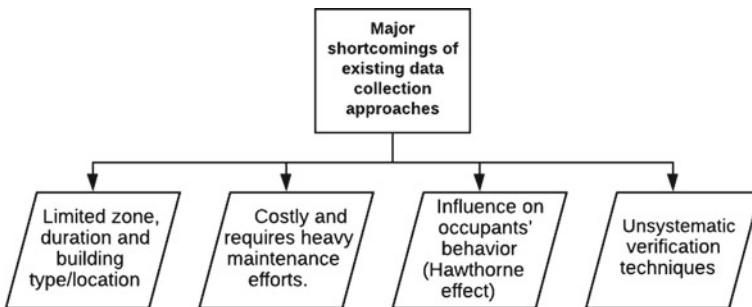 Major
shortcomings of
existing data
collection
approaches
Limited zone,
duration and
building
type/location
Costly and
requires heavy
maintenance
efforts.
Influence on
occupants'
behavior
(Hawthorne
effect)
Unsystematic
verification
techniques